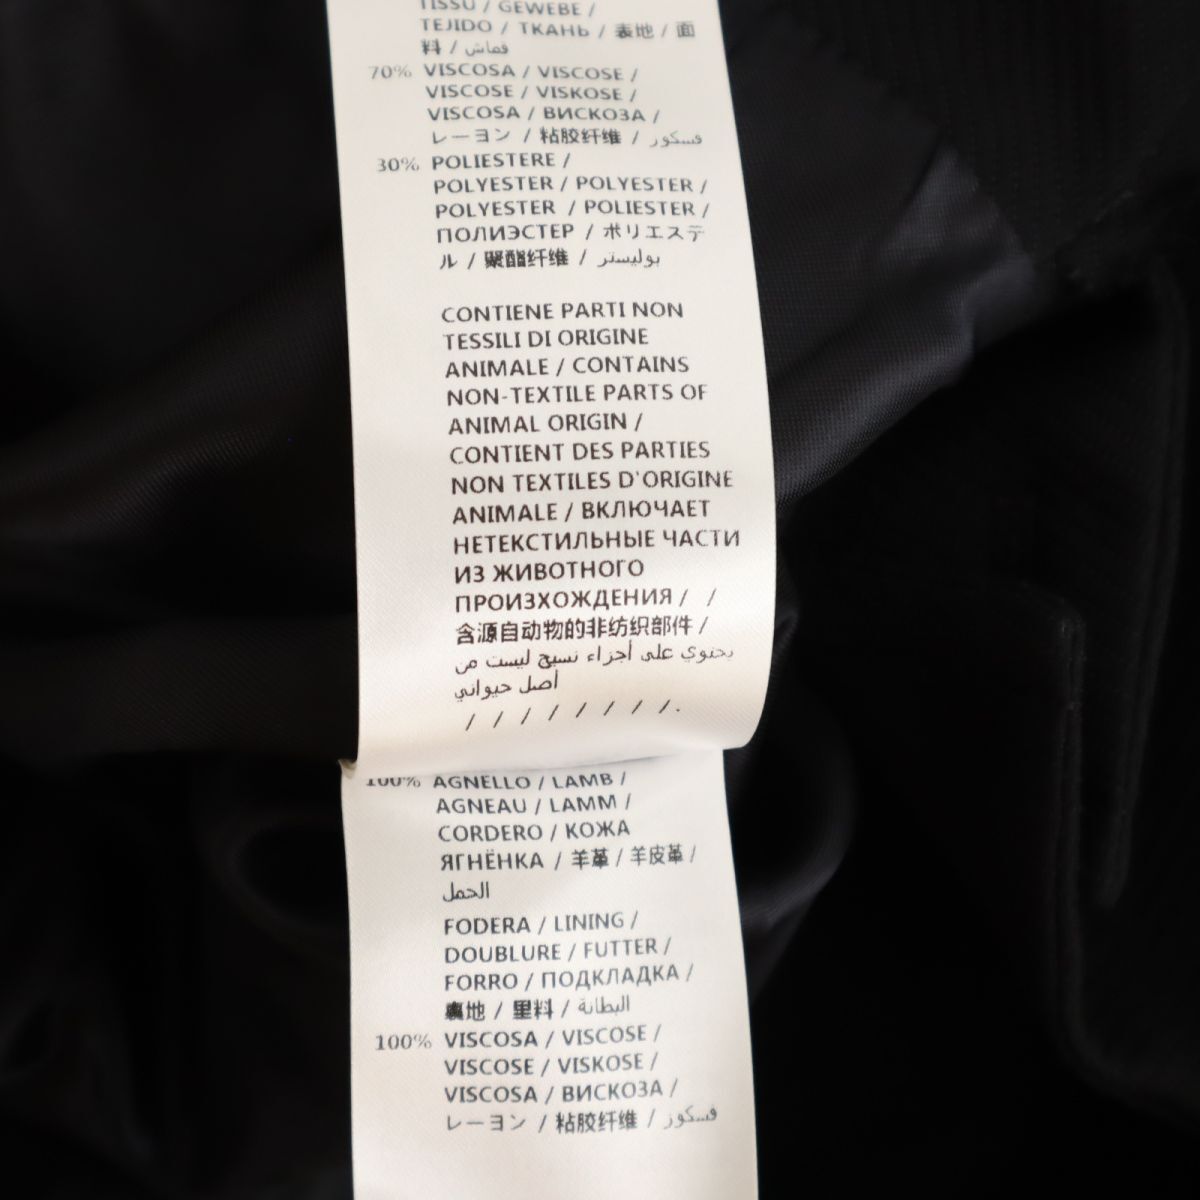 TISSU / GEWEBE /
TEJIDO / ТКАНЬ / 表地 / 面
料 / قماش
70% VISCOSA / VISCOSE /
VISCOSE / VISKOSE /
VISCOSA / ВИСКОЗА /
レーヨン / 粘胶纤维 / فسكوز
30% POLIESTERE /
POLYESTER / POLYESTER /
POLYESTER / POLIESTER /
ПОЛИЭСТЕР / ポリエステ
ル / 聚酯纤维 / بوليستر
CONTIENE PARTI NON
TESSILI DI ORIGINE
ANIMALE / CONTAINS
NON-TEXTILE PARTS OF
ANIMAL ORIGIN /
CONTIENT DES PARTIES
NON TEXTILES D'ORIGINE
ANIMALE / ВКЛЮЧАЕТ
НЕТЕКСТИЛЬНЫЕ ЧАСТИ
ИЗ ЖИВОТНОГО
ПРОИЗХОЖДЕНИЯ / /
含源自动物的非纺织部件 /
يحتوي على أجزاء نسيج ليست من
أصل حيواني
/ / / / / / / /.
100% AGNELLO / LAMB /
AGNEAU / LAMM /
CORDERO / КОЖА
ЯГНЁНКА / 羊革 / 羊皮革 /
الحمل
FODERA / LINING /
DOUBLURE / FUTTER /
FORRO / ПОДКЛАДКА /
裏地 / 里料 / البطانة
100% VISCOSA / VISCOSE /
VISCOSE / VISKOSE /
VISCOSA / ВИСКОЗА /
レーヨン / 粘胶纤维 / فسكوز